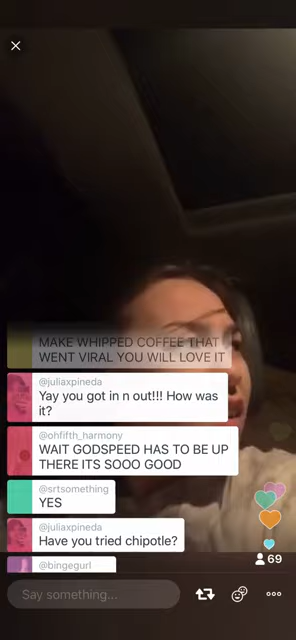 MAKE WHIPPED COFFEE THAT
WENT VIRAL YOU WILL LOVE IT
@juliaxpineda
Yay you got in n out!!! How was
it?
@ohfifth_harmony
WAIT GODSPEED HAS TO BE UP
THERE ITS SOOO GOOD
@srtsomething
YES
@juliaxpineda
Have you tried chipotle?
69
@bingegurl
Say something...